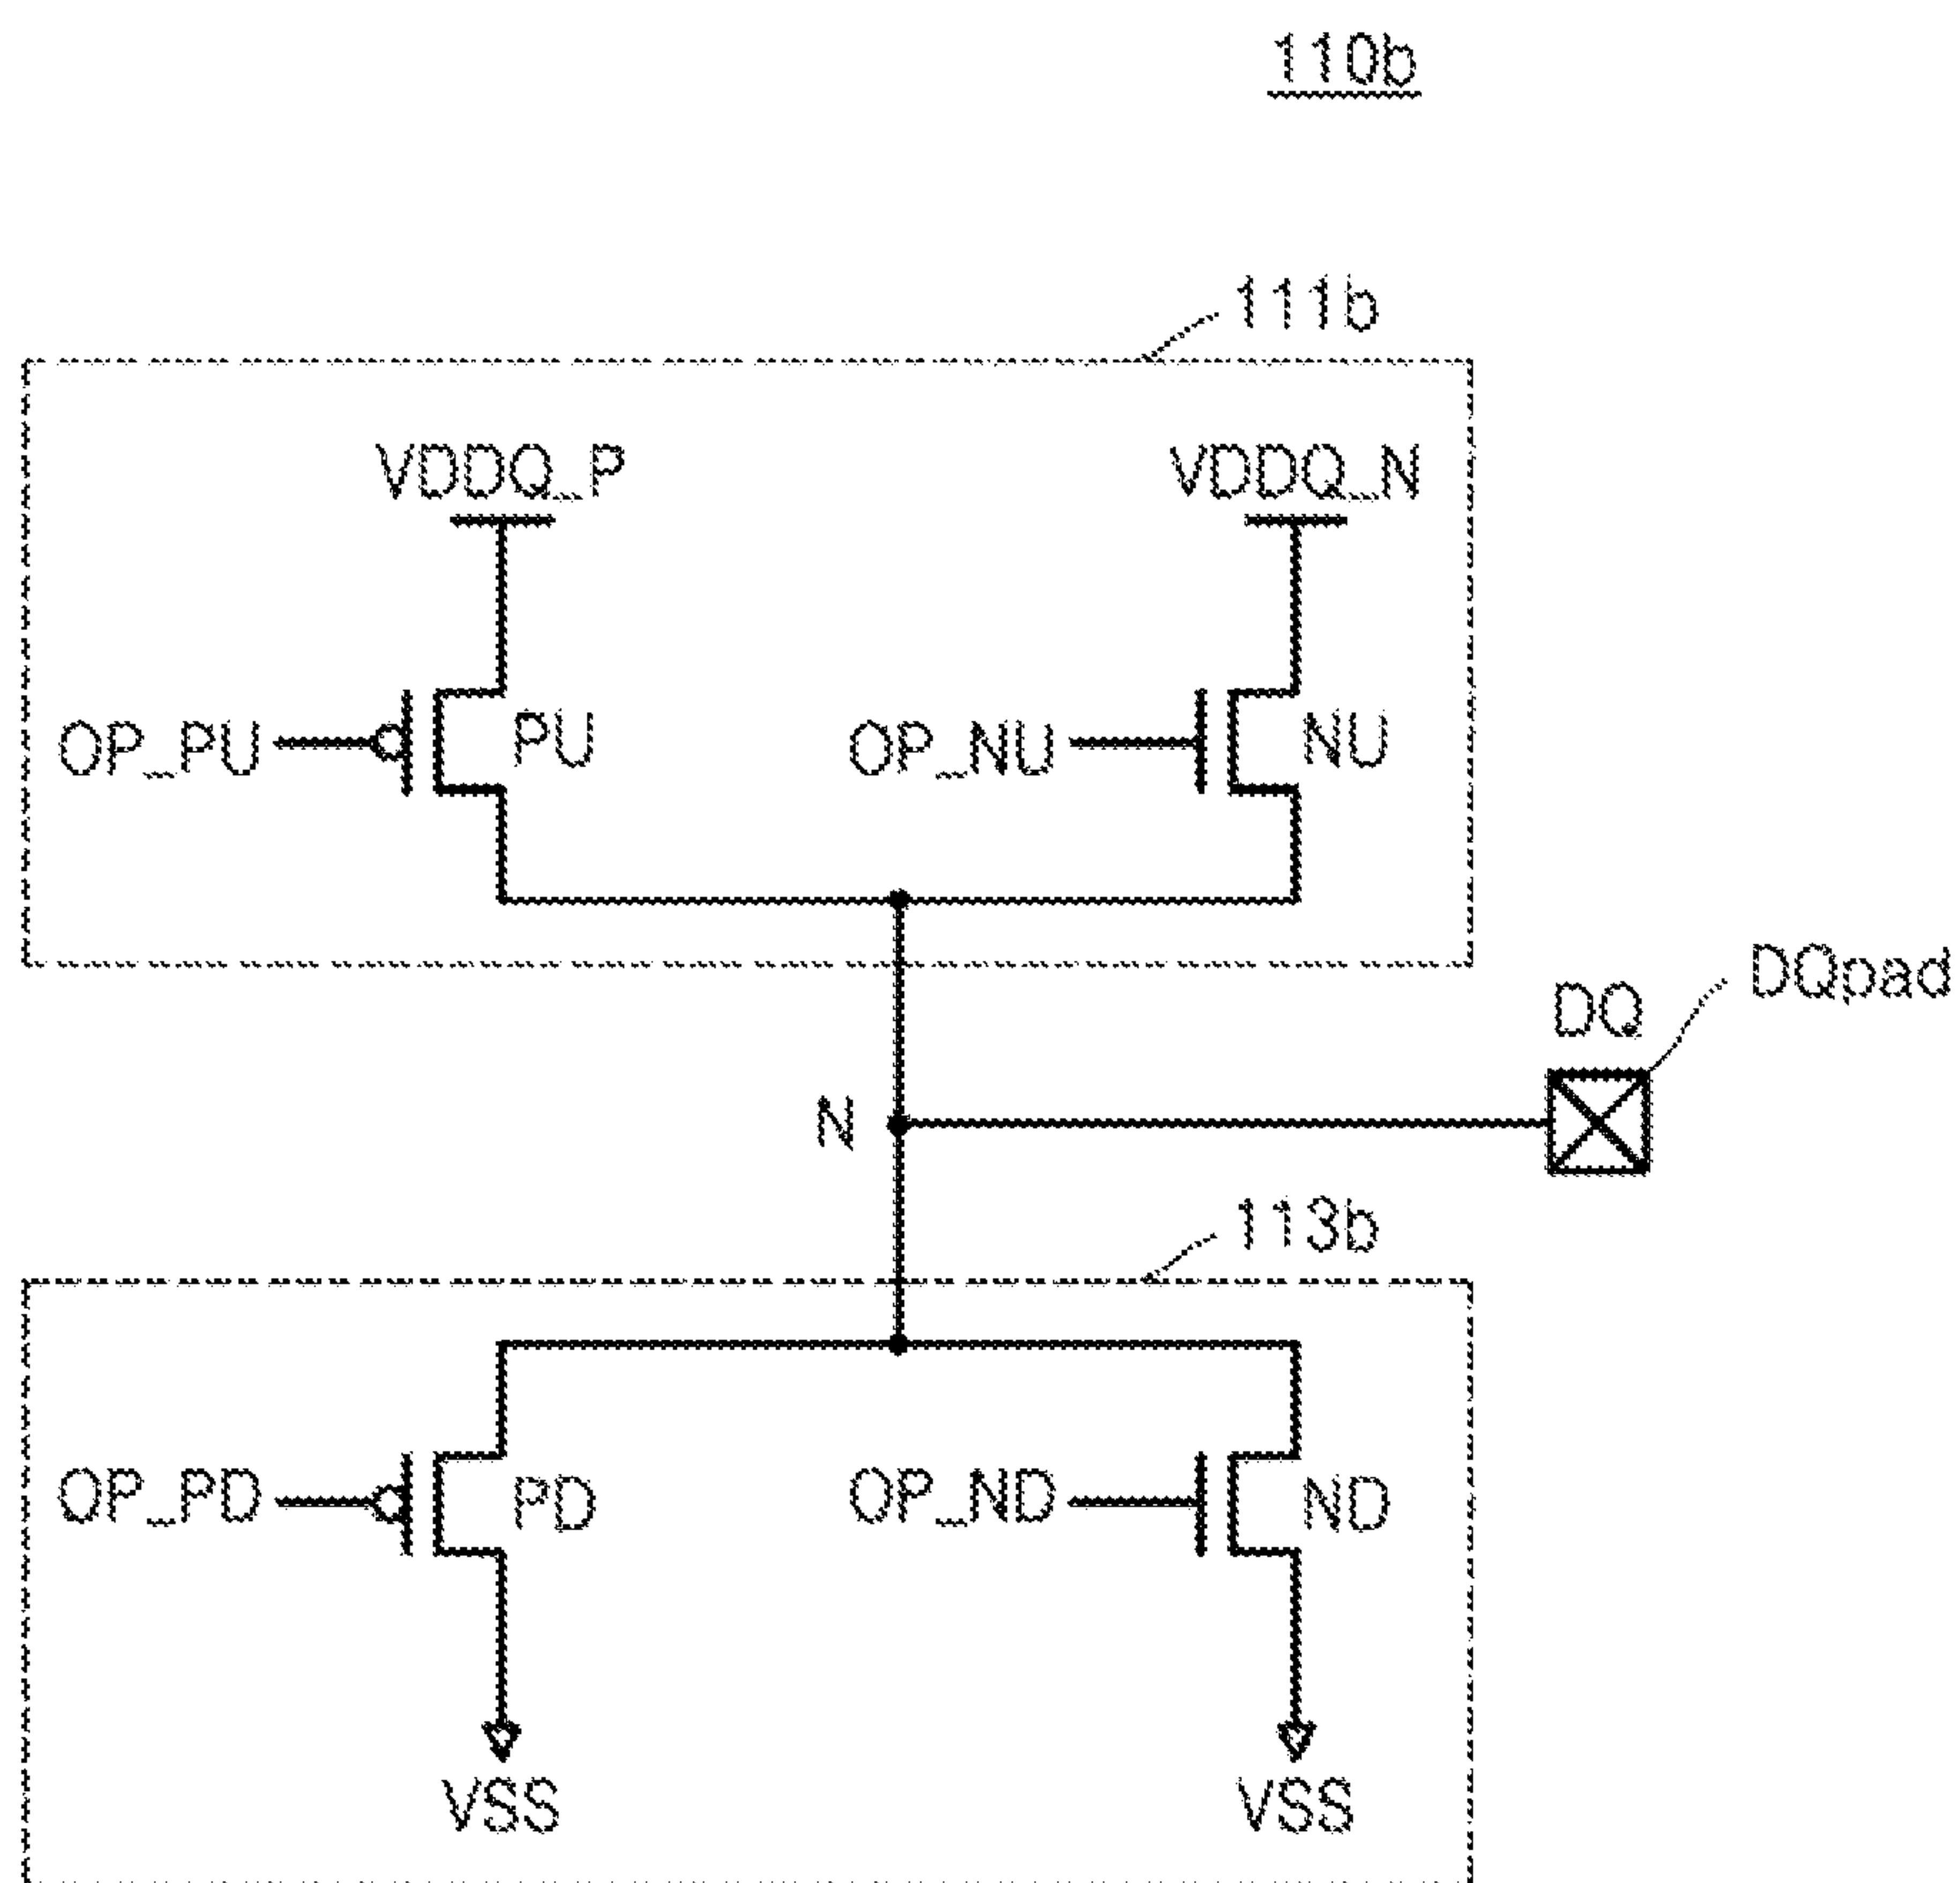 110b
111b
VDDQ_P VDDQ_N
OP_PU PU OP_NU NU
DQpad
DQ
N
113b
OP_PD PD OP_ND ND
VSS VSS